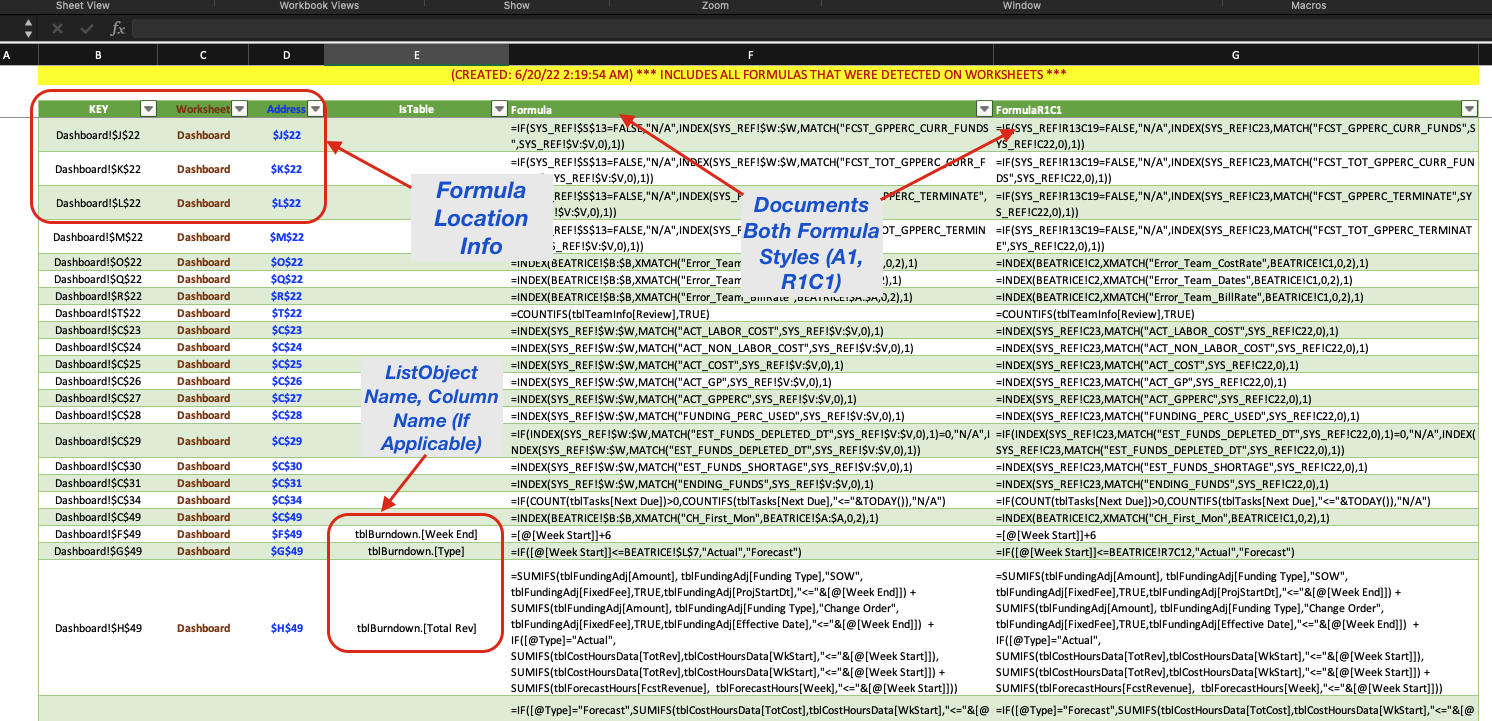 Sheet View Workbook Views Show Zoom Window Macros
fx
A B C D E F G
(CREATED: 6/20/22 2:19:54 AM) *** INCLUDES ALL FORMULAS THAT WERE DETECTED ON WORKSHEETS ***
KEY Worksheet Address IsTable Formula FormulaR1C1
Dashboard!$J$22 Dashboard $J$22 =IF(SYS_REF!$S$13=FALSE,"N/A",INDEX(SYS_REF!$W:$W,MATCH("FCST_GPPERC_CURR_FUNDS =IF(SYS_REF!R13C19=FALSE,"N/A",INDEX(SYS_REF!C23,MATCH("FCST_GPPERC_CURR_FUNDS",S
",SYS_REF!$V:$V,0),1)) YS_REF!C22,0),1))
Dashboard!$K$22 Dashboard $K$22 =IF(SYS_REF!$S$13=FALSE,"N/A",INDEX(SYS_REF!$W:$W,MATCH("FCST_TOT_GPPERC_CURR_F =IF(SYS_REF!R13C19=FALSE,"N/A",INDEX(SYS_REF!C23,MATCH("FCST_TOT_GPPERC_CURR_FUN
YS_REF!$V:$V,0),1)) DS",SYS_REF!C22,0),1))
Dashboard!$L$22 Dashboard $L$22 =FALSE,"N/A",INDEX(SYS_REF!$W:$W, PERC_TERMINATE", =IF(SYS_REF!R13C19=FALSE,"N/A",INDEX(SYS_REF!C23,MATCH("FCST_GPPERC_TERMINATE",SY
!$V:$V,0),1)) S_REF!C22,0),1))
Dashboard!$M$22 Dashboard $M$22 =FALSE,"N/A",INDEX(SYS_REF!$W:$W, OT_GPPERC_TERMIN =IF(SYS_REF!R13C19=FALSE,"N/A",INDEX(SYS_REF!C23,MATCH("FCST_TOT_GPPERC_TERMINAT
S_REF!$V:$V,0),1)) E",SYS_REF!C22,0),1))
Formula
Location
Info
Documents
Both Formula
Styles (A1,
R1C1)
Dashboard!$O$22 Dashboard $O$22 =INDEX(BEATRICE!$B:$B,XMATCH("Error_Team ,0,2),1) =INDEX(BEATRICE!C2,XMATCH("Error_Team_CostRate",BEATRICE!C1,0,2),1)
Dashboard!$Q$22 Dashboard $Q$22 =INDEX(BEATRICE!$B:$B,XMATCH("Error_Team 2),1) =INDEX(BEATRICE!C2,XMATCH("Error_Team_Dates",BEATRICE!C1,0,2),1)
Dashboard!$R$22 Dashboard $R$22 =INDEX(BEATRICE!$B:$B,XMATCH("Error_Team_BillRate",BEATRICE!$A:$A,0,2),1) =INDEX(BEATRICE!C2,XMATCH("Error_Team_BillRate",BEATRICE!C1,0,2),1)
Dashboard!$T$22 Dashboard $T$22 =COUNTIFS(tblTeamInfo[Review],TRUE) =COUNTIFS(tblTeamInfo[Review],TRUE)
Dashboard!$C$23 Dashboard $C$23 =INDEX(SYS_REF!$W:$W,MATCH("ACT_LABOR_COST",SYS_REF!$V:$V,0),1) =INDEX(SYS_REF!C23,MATCH("ACT_LABOR_COST",SYS_REF!C22,0),1)
Dashboard!$C$24 Dashboard $C$24 =INDEX(SYS_REF!$W:$W,MATCH("ACT_NON_LABOR_COST",SYS_REF!$V:$V,0),1) =INDEX(SYS_REF!C23,MATCH("ACT_NON_LABOR_COST",SYS_REF!C22,0),1)
Dashboard!$C$25 Dashboard $C$25 =INDEX(SYS_REF!$W:$W,MATCH("ACT_COST",SYS_REF!$V:$V,0),1) =INDEX(SYS_REF!C23,MATCH("ACT_COST",SYS_REF!C22,0),1)
Dashboard!$C$26 Dashboard $C$26 =INDEX(SYS_REF!$W:$W,MATCH("ACT_GP",SYS_REF!$V:$V,0),1) =INDEX(SYS_REF!C23,MATCH("ACT_GP",SYS_REF!C22,0),1)
Dashboard!$C$27 Dashboard $C$27 =INDEX(SYS_REF!$W:$W,MATCH("ACT_GPPERC",SYS_REF!$V:$V,0),1) =INDEX(SYS_REF!C23,MATCH("ACT_GPPERC",SYS_REF!C22,0),1)
Dashboard!$C$28 Dashboard $C$28 =INDEX(SYS_REF!$W:$W,MATCH("FUNDING_PERC_USED",SYS_REF!$V:$V,0),1) =INDEX(SYS_REF!C23,MATCH("FUNDING_PERC_USED",SYS_REF!C22,0),1)
ListObject
Name, Column
Name (If
Applicable)
Dashboard!$C$29 Dashboard $C$29 =IF(INDEX(SYS_REF!$W:$W,MATCH("EST_FUNDS_DEPLETED_DT",SYS_REF!$V:$V,0),1)=0,"N/A",I =IF(INDEX(SYS_REF!C23,MATCH("EST_FUNDS_DEPLETED_DT",SYS_REF!C22,0),1)=0,"N/A",INDEX(
NDEX(SYS_REF!$W:$W,MATCH("EST_FUNDS_DEPLETED_DT",SYS_REF!$V:$V,0),1)) SYS_REF!C23,MATCH("EST_FUNDS_DEPLETED_DT",SYS_REF!C22,0),1))
Dashboard!$C$30 Dashboard $C$30 =INDEX(SYS_REF!$W:$W,MATCH("EST_FUNDS_SHORTAGE",SYS_REF!$V:$V,0),1) =INDEX(SYS_REF!C23,MATCH("EST_FUNDS_SHORTAGE",SYS_REF!C22,0),1)
Dashboard!$C$31 Dashboard $C$31 =INDEX(SYS_REF!$W:$W,MATCH("ENDING_FUNDS",SYS_REF!$V:$V,0),1) =INDEX(SYS_REF!C23,MATCH("ENDING_FUNDS",SYS_REF!C22,0),1)
Dashboard!$C$34 Dashboard $C$34 =IF(COUNT(tblTasks[Next Due])>0,COUNTIFS(tblTasks[Next Due],"<="&TODAY()),"N/A") =IF(COUNT(tblTasks[Next Due])>0,COUNTIFS(tblTasks[Next Due],"<="&TODAY()),"N/A")
Dashboard!$C$49 Dashboard $C$49 =INDEX(BEATRICE!$B:$B,XMATCH("CH_First_Mon",BEATRICE!$A:$A,0,2),1) =INDEX(BEATRICE!C2,XMATCH("CH_First_Mon",BEATRICE!C1,0,2),1)
Dashboard!$F$49 Dashboard $F$49 tblBurndown.[Week End] =[@[Week Start]]+6 =[@[Week Start]]+6
Dashboard!$G$49 Dashboard $G$49 tblBurndown.[Type] =IF([@[Week Start]]<=BEATRICE!$L$7,"Actual","Forecast") =IF([@[Week Start]]<=BEATRICE!R7C12,"Actual","Forecast")
Dashboard!$H$49 Dashboard $H$49 tblBurndown.[Total Rev]
=SUMIFS(tblFundingAdj[Amount], tblFundingAdj[Funding Type],"SOW", =SUMIFS(tblFundingAdj[Amount], tblFundingAdj[Funding Type],"SOW",
tblFundingAdj[FixedFee],TRUE,tblFundingAdj[ProjStartDt],"<="&[@[Week End]]) + tblFundingAdj[FixedFee],TRUE,tblFundingAdj[ProjStartDt],"<="&[@[Week End]]) +
SUMIFS(tblFundingAdj[Amount], tblFundingAdj[Funding Type],"Change Order", SUMIFS(tblFundingAdj[Amount], tblFundingAdj[Funding Type],"Change Order",
tblFundingAdj[FixedFee],TRUE,tblFundingAdj[Effective Date],"<="&[@[Week End]]) + tblFundingAdj[FixedFee],TRUE,tblFundingAdj[Effective Date],"<="&[@[Week End]]) +
IF([@Type]="Actual", IF([@Type]="Actual",
SUMIFS(tblCostHoursData[TotRev],tblCostHoursData[WkStart],"<="&[@[Week Start]]), SUMIFS(tblCostHoursData[TotRev],tblCostHoursData[WkStart],"<="&[@[Week Start]]),
SUMIFS(tblCostHoursData[TotRev],tblCostHoursData[WkStart],"<="&[@[Week Start]]) + SUMIFS(tblCostHoursData[TotRev],tblCostHoursData[WkStart],"<="&[@[Week Start]]) +
SUMIFS(tblForecastHours[FcstRevenue], tblForecastHours[Week],"<="&[@[Week Start]])) SUMIFS(tblForecastHours[FcstRevenue], tblForecastHours[Week],"<="&[@[Week Start]]))
=IF([@Type]="Forecast",SUMIFS(tblCostHoursData[TotCost],tblCostHoursData[WkStart],"<="&[@ =IF([@Type]="Forecast",SUMIFS(tblCostHoursData[TotCost],tblCostHoursData[WkStart],"<="&[@